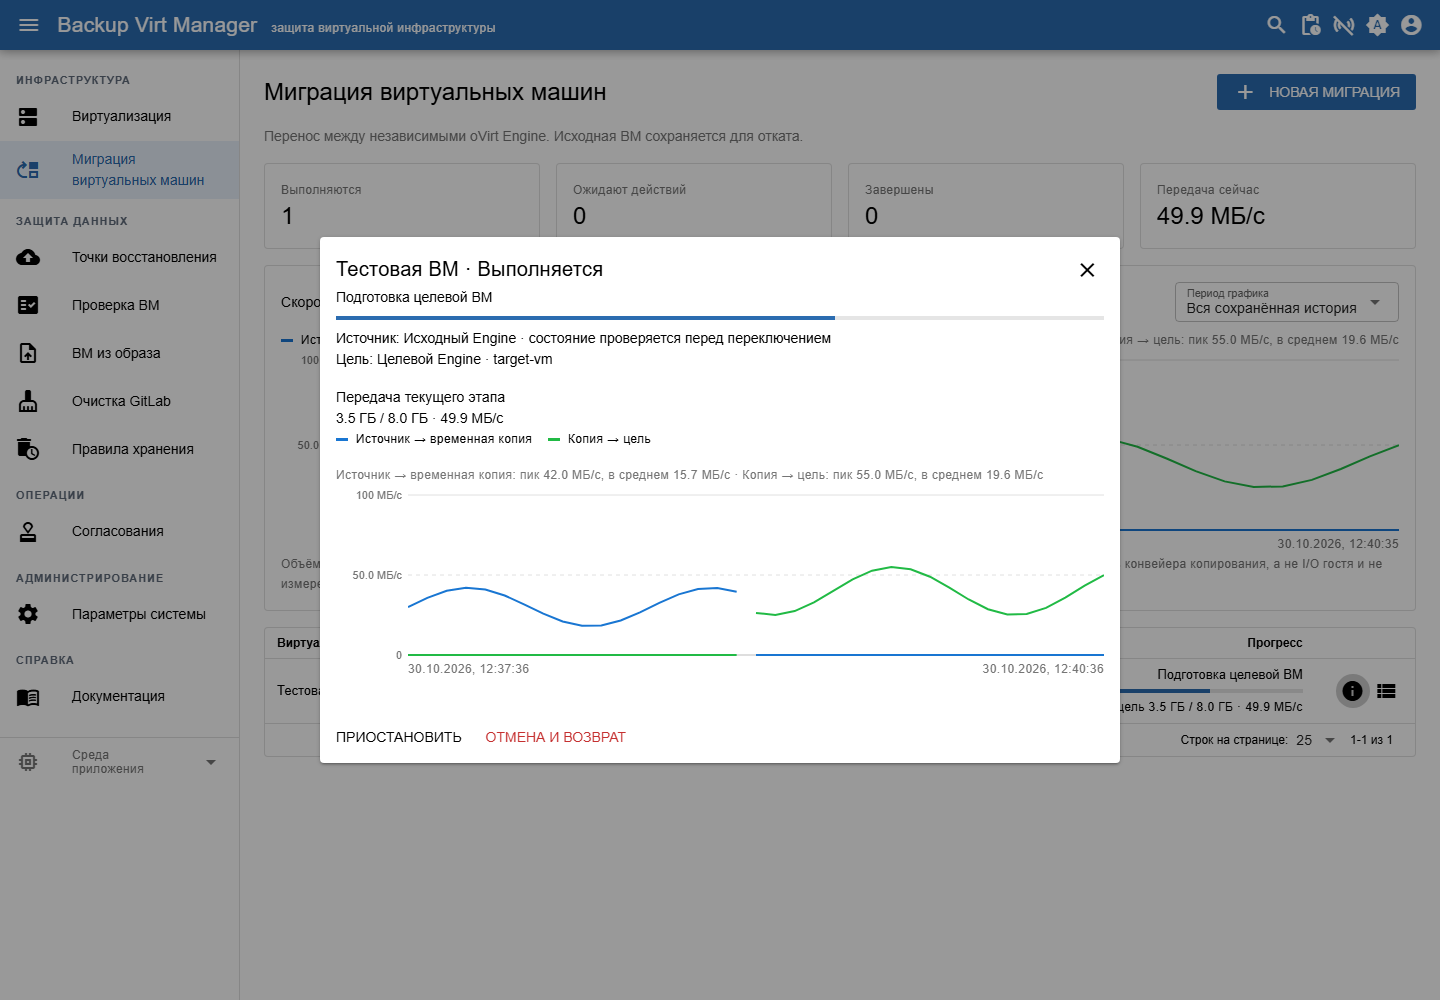 Backup Virt Manager защита виртуальной инфраструктуры
ИНФРАСТРУКТУРА
Виртуализация
Миграция
виртуальных машин
ЗАЩИТА ДАННЫХ
Точки восстановления
Проверка ВМ
ВМ из образа
Очистка GitLab
Правила хранения
ОПЕРАЦИИ
Согласования
АДМИНИСТРИРОВАНИЕ
Параметры системы
СПРАВКА
Документация
Среда
приложения
Миграция виртуальных машин
НОВАЯ МИГРАЦИЯ
Перенос между независимыми oVirt Engine. Исходная ВМ сохраняется для отката.
Выполняются
1
Ожидают действий
0
Завершены
0
Передача сейчас
49.9 МБ/с
Период графика
Вся сохранённая история
→ цель: пик 55.0 МБ/с, в среднем 19.6 МБ/с
100
50.0
30.10.2026, 12:40:35
Объём
конвейера копирования, а не I/O гостя и не
Прогресс
Подготовка целевой ВМ
3.5 ГБ / 8.0 ГБ · 49.9 МБ/с
Строк на странице: 25 1-1 из 1
Тестовая ВМ · Выполняется
Подготовка целевой ВМ
Источник: Исходный Engine · состояние проверяется перед переключением
Цель: Целевой Engine · target-vm
Передача текущего этапа
3.5 ГБ / 8.0 ГБ · 49.9 МБ/с
Источник → временная копия Копия → цель
Источник → временная копия: пик 42.0 МБ/с, в среднем 15.7 МБ/с · Копия → цель: пик 55.0 МБ/с, в среднем 19.6 МБ/с
100 МБ/с
50.0 МБ/с
0
30.10.2026, 12:37:36 30.10.2026, 12:40:36
ПРИОСТАНОВИТЬ ОТМЕНА И ВОЗВРАТ